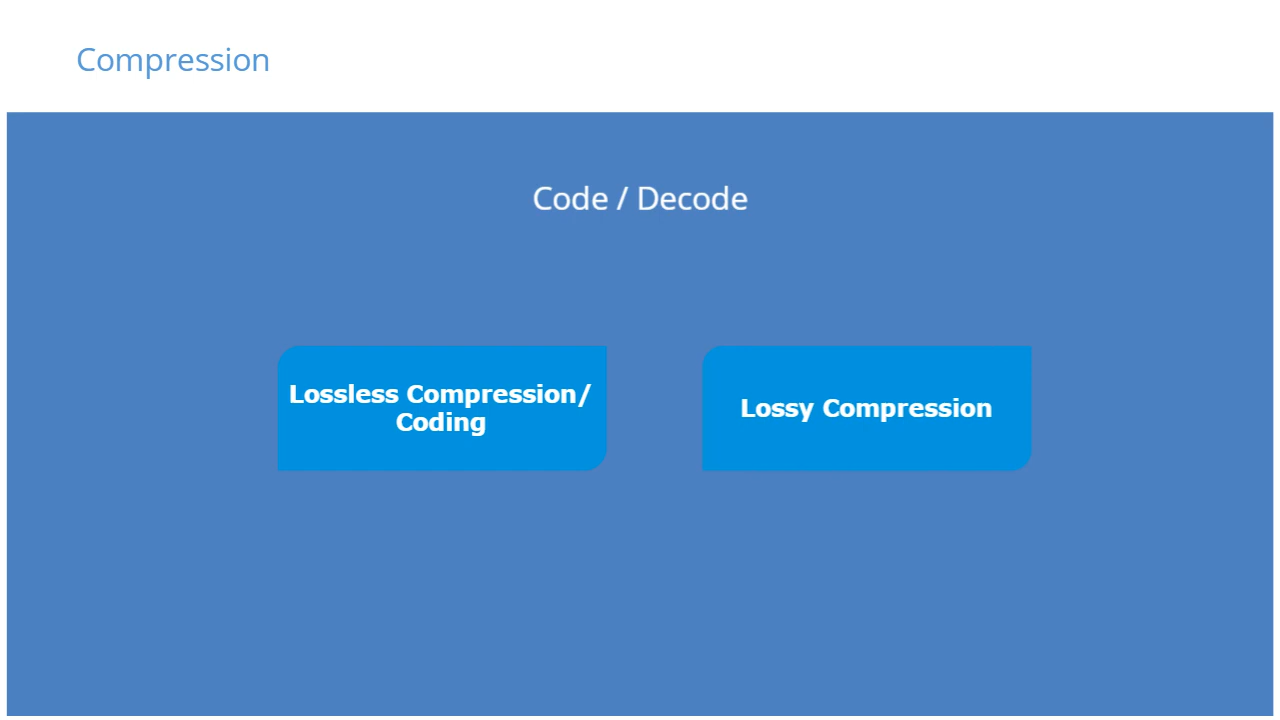 Compression
Code / Decode
Lossless Compression/
Coding
Lossy Compression